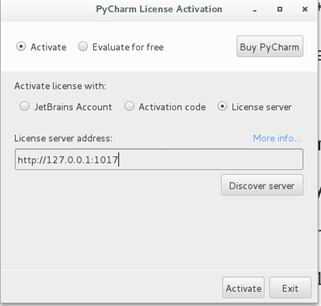 PyCharm License Activation
Activate Evaluate for free Buy PyCharm
Activate license with:
JetBrains Account Activation code License server
License server address: More info...
http://127.0.0.1:1017
Discover server
Activate Exit